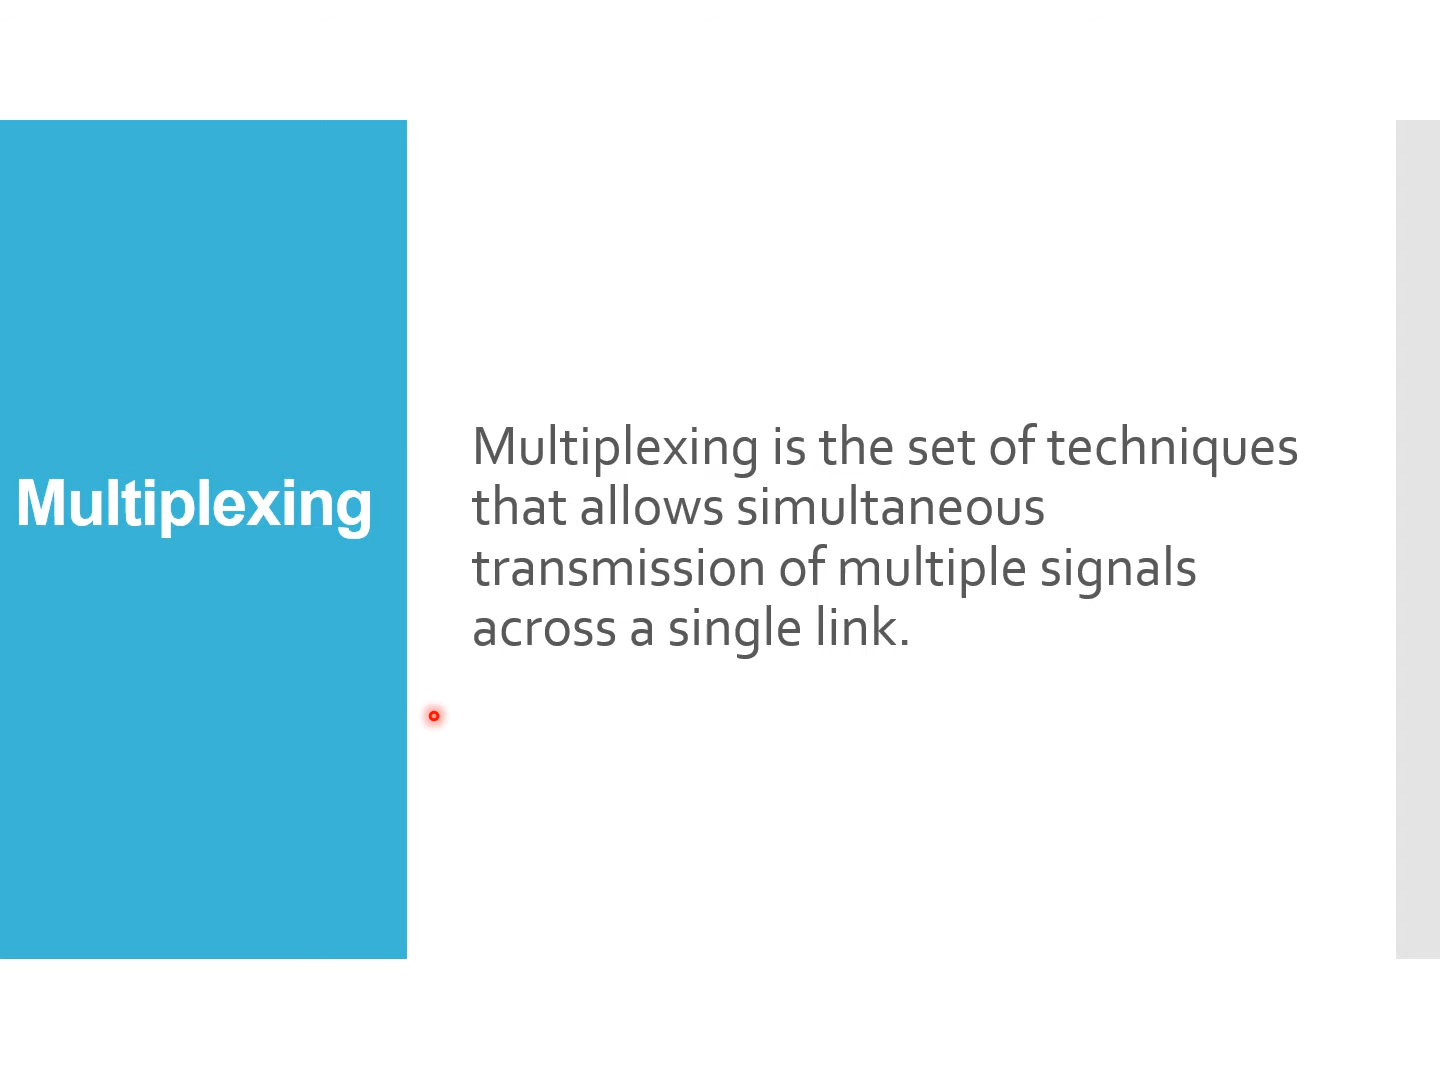 Multiplexing
Multiplexing is the set of techniques
that allows simultaneous
transmission of multiple signals
across a single link.